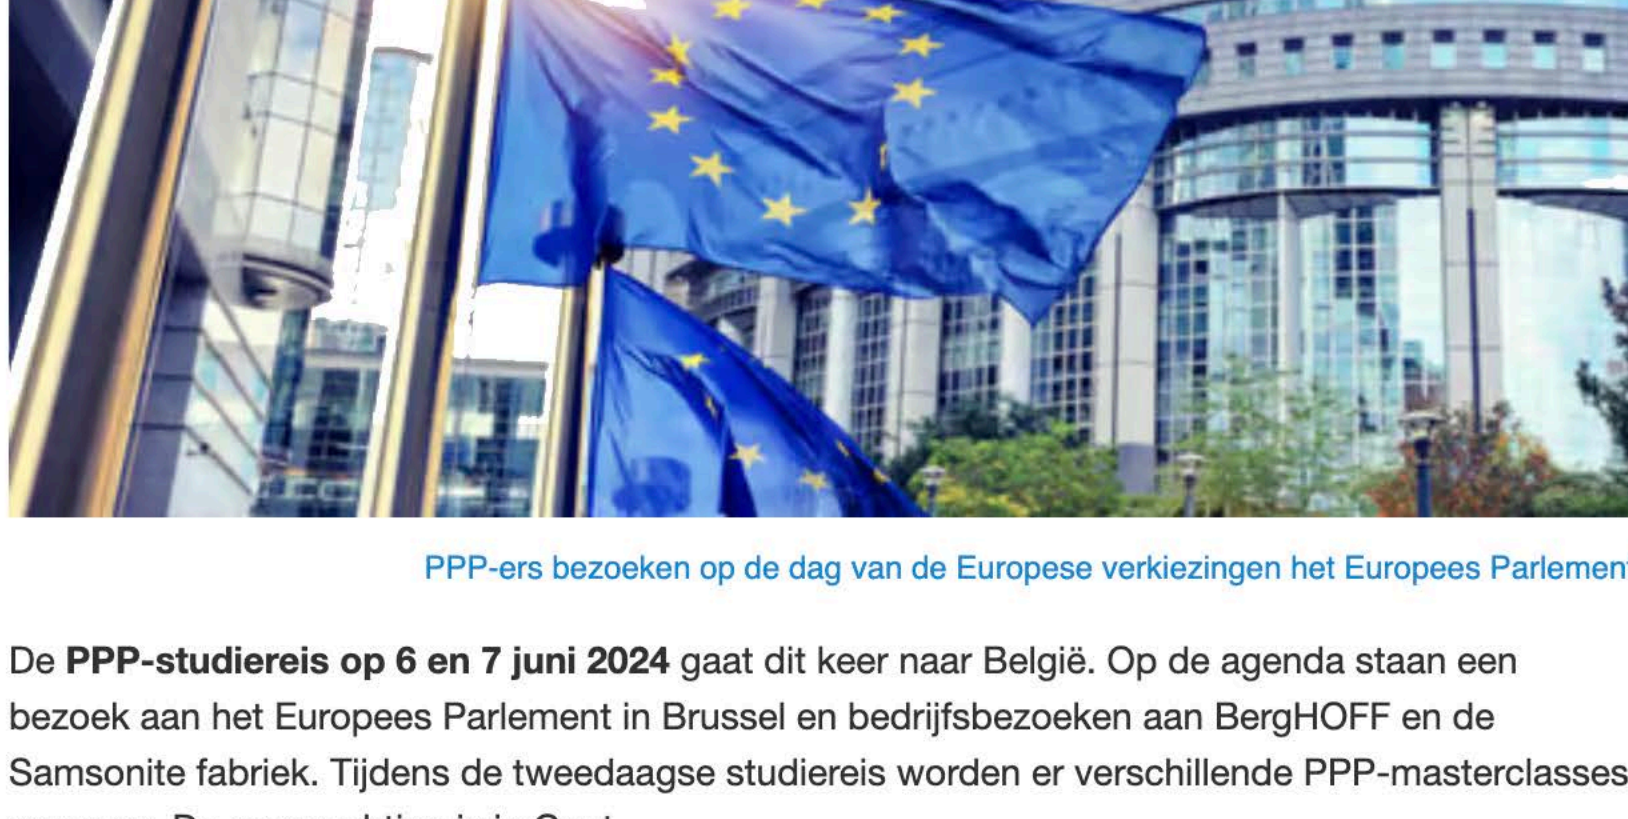 PPP-ers bezoeken op de dag van de Europese verkiezingen het Europees Parlement
De PPP-studiereis op 6 en 7 juni 2024 gaat dit keer naar België. Op de agenda staan een
bezoek aan het Europees Parlement in Brussel en bedrijfsbezoeken aan BergHOFF en de
Samsonite fabriek. Tijdens de tweedaagse studiereis worden er verschillende PPP-masterclasses